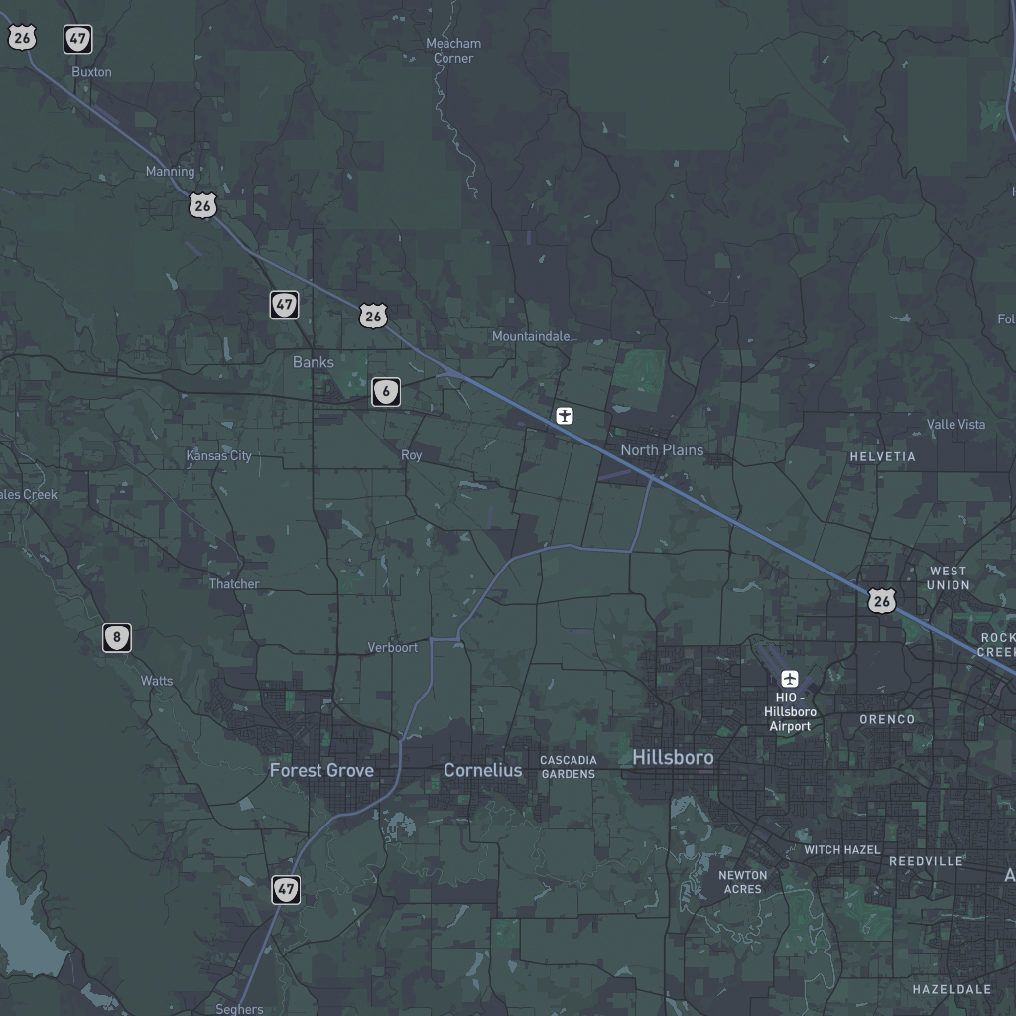 26
47
Meacham
Corner
Buxton
Manning
26
47
26
Mountaindale
Banks
6
Valle Vista
North Plains
Kansas City
Roy
HELVETIA
ales Creek
WEST
UNION
Thatcher
26
8
Verboort
ROCK
CREEK
Watts
HIO -
Hillsboro
Airport
ORENCO
Hillsboro
CASCADIA
GARDENS
Forest Grove
Cornelius
WITCH HAZEL
REEDVILLE
NEWTON
ACRES
A
47
HAZELDALE
Seghers
Fol